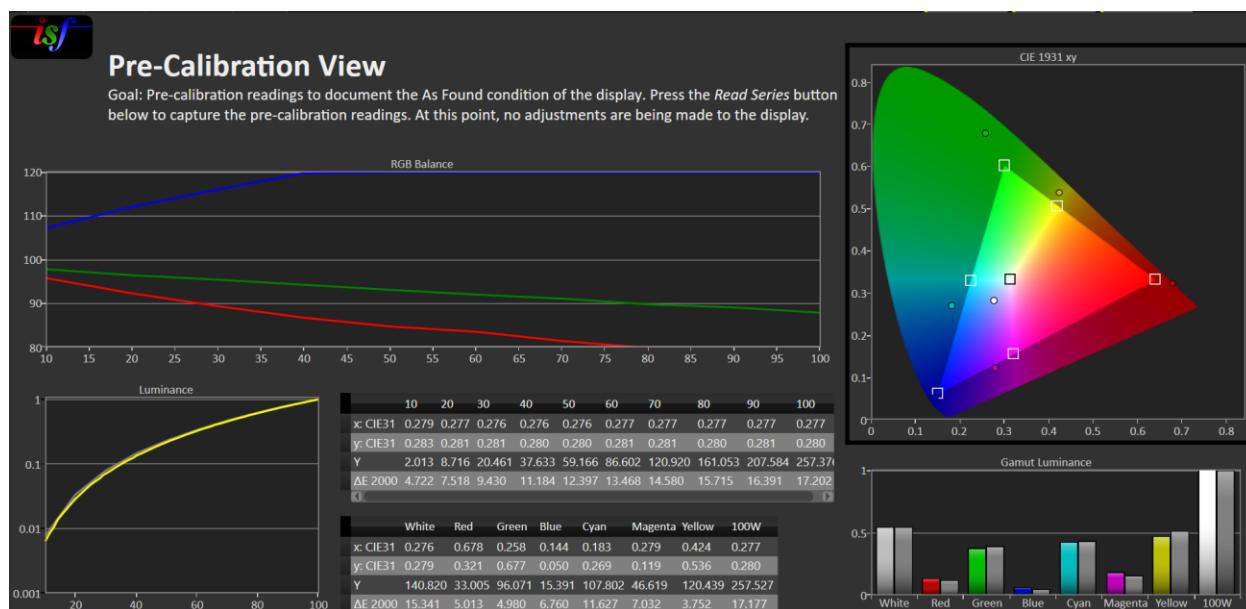 isf
Pre-Calibration View
Goal: Pre-calibration readings to document the As Found condition of the display. Press the Read Series button
below to capture the pre-calibration readings. At this point, no adjustments are being made to the display.
RGB Balance
120
110
100
90
80
10 15 20 25 30 35 40 45 50 55 60 65 70 75 80 85 90 95 100
CIE 1931 xy
0.8
0.7
0.6
0.5
0.4
0.3
0.2
0.1
0
0 0.1 0.2 0.3 0.4 0.5 0.6 0.7 0.8
Luminance
1
0.1
0.01
0.001
20 40 60 80 100
10 20 30 40 50 60 70 80 90 100
x: CIE31 0.279 0.277 0.276 0.276 0.276 0.277 0.277 0.277 0.277 0.277
y: CIE31 0.283 0.281 0.281 0.280 0.280 0.281 0.281 0.280 0.281 0.280
Y 2.013 8.716 20.461 37.633 59.166 86.602 120.920 161.053 207.584 257.376
ΔE 2000 4.722 7.518 9.430 11.184 12.397 13.468 14.580 15.715 16.391 17.202
White Red Green Blue Cyan Magenta Yellow 100W
x: CIE31 0.276 0.678 0.258 0.144 0.183 0.279 0.424 0.277
y: CIE31 0.279 0.321 0.677 0.050 0.269 0.119 0.536 0.280
Y 140.820 33.005 96.071 15.391 107.802 46.619 120.439 257.527
ΔE 2000 15.341 5.013 4.980 6.760 11.627 7.032 3.752 17.177
Gamut Luminance
1
0.5
0
White Red Green Blue Cyan Magenta Yellow 100W